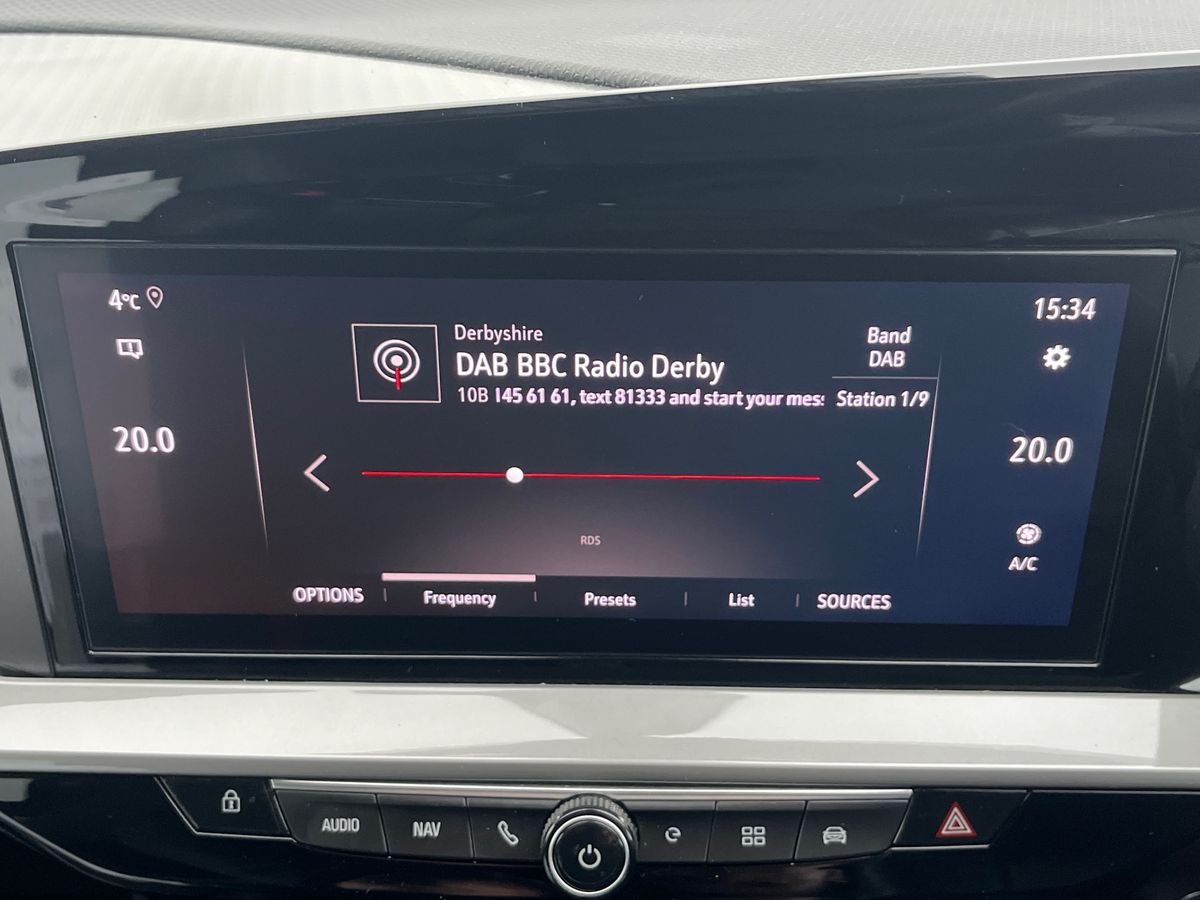 4°C
15:34
Derbyshire
DAB BBC Radio Derby
10B 145 61 61, text 81333 and start your mes
Band
DAB
Station 1/9
20.0
20.0
RDS
A/C
OPTIONS
Frequency
Presets
List
SOURCES
AUDIO
NAV